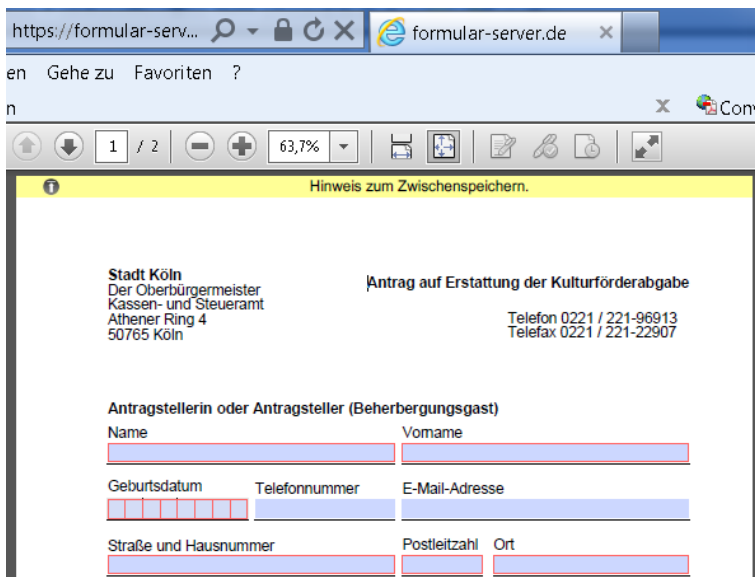 https://formular-serv...
formular-server.de
en Gehe zu Favoriten ?
n
Conv
1 / 2
63,7%
Hinweis zum Zwischenspeichern.
Stadt Köln
Der Oberbürgermeister
Kassen- und Steueramt
Athener Ring 4
50765 Köln
Antrag auf Erstattung der Kulturförderabgabe
Telefon 0221 / 221-96913
Telefax 0221 / 221-22907
Antragstellerin oder Antragsteller (Beherbergungsgast)
Name Vorname
Geburtsdatum Telefonnummer E-Mail-Adresse
Straße und Hausnummer Postleitzahl Ort